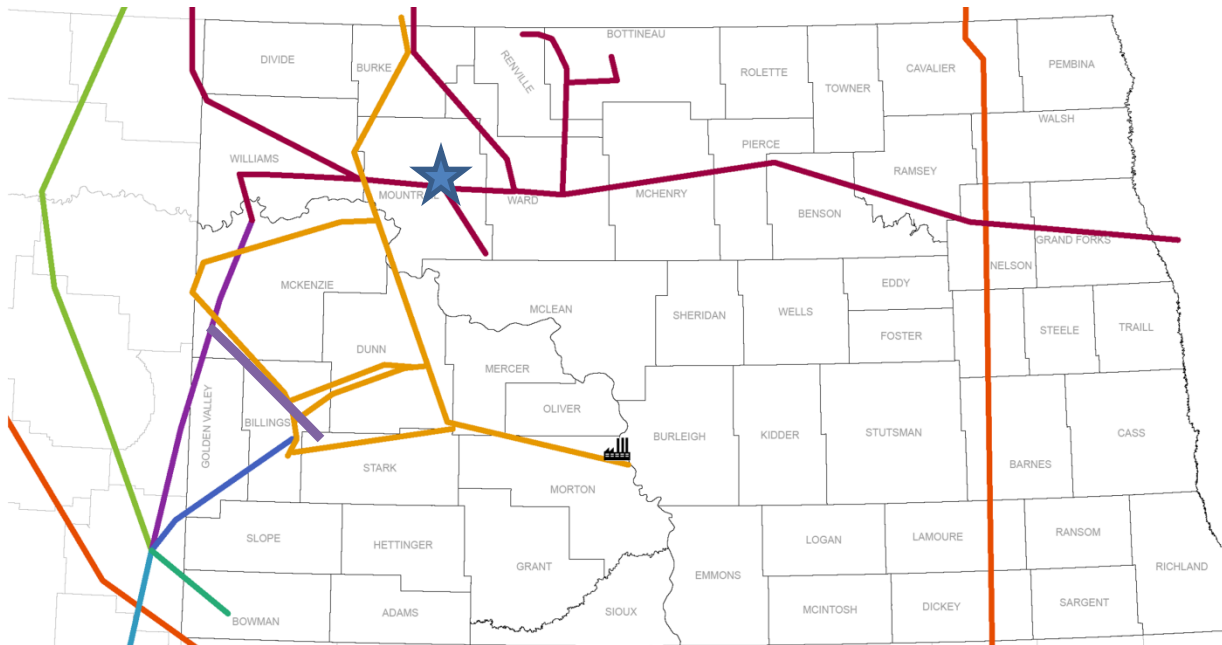 DIVIDE
BURKE
RENVILLE
BOTTINEAU
ROLETTE
TOWNER
CAVALIER
PEMBINA
WALSH
WILLIAMS
PIERCE
RAMSEY
MOUNTR
WARD
MCHENRY
BENSON
GRAND FORKS
NELSON
MCKENZIE
MCLEAN
SHERIDAN
WELLS
EDDY
FOSTER
STEELE
TRAILL
DUNN
MERCER
OLIVER
GOLDEN VALLEY
BILLINGS
BURLEIGH
KIDDER
STUTSMAN
CASS
BARNES
STARK
MORTON
SLOPE
HETTINGER
GRANT
EMMONS
LOGAN
LAMOURE
RANSOM
RICHLAND
BOWMAN
ADAMS
SIOUX
MCINTOSH
DICKEY
SARGENT